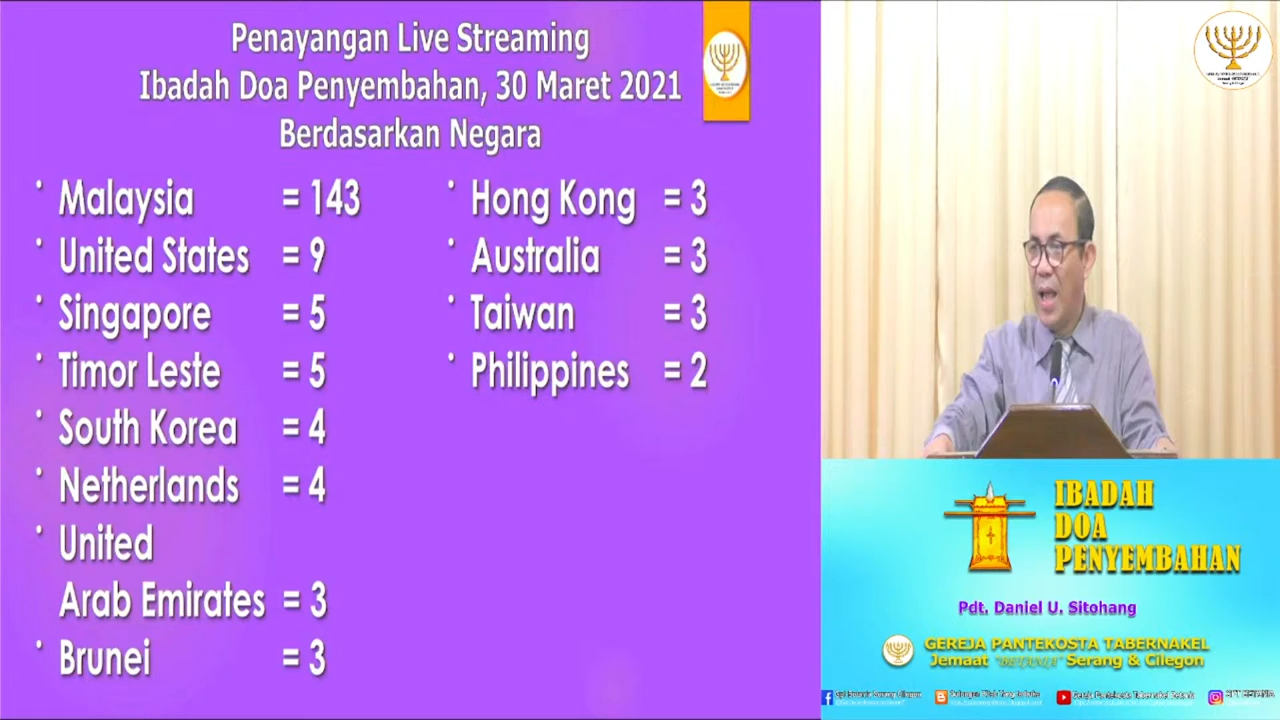 Penayangan Live Streaming
Ibadah Doa Penyembahan, 30 Maret 2021
Berdasarkan Negara
• Malaysia = 143
• United States = 9
• Singapore = 5
• Timor Leste = 5
• South Korea = 4
• Netherlands = 4
• United
Arab Emirates = 3
• Brunei = 3
• Hong Kong = 3
• Australia = 3
• Taiwan = 3
• Philippines = 2
IBADAH
DOA
PENYEMBAHAN
Pdt. Daniel U. Sitohang
GEREJA PANTEKOSTA TABERNAKEL
Jemaat "BETANIA" Serang & Cilegon